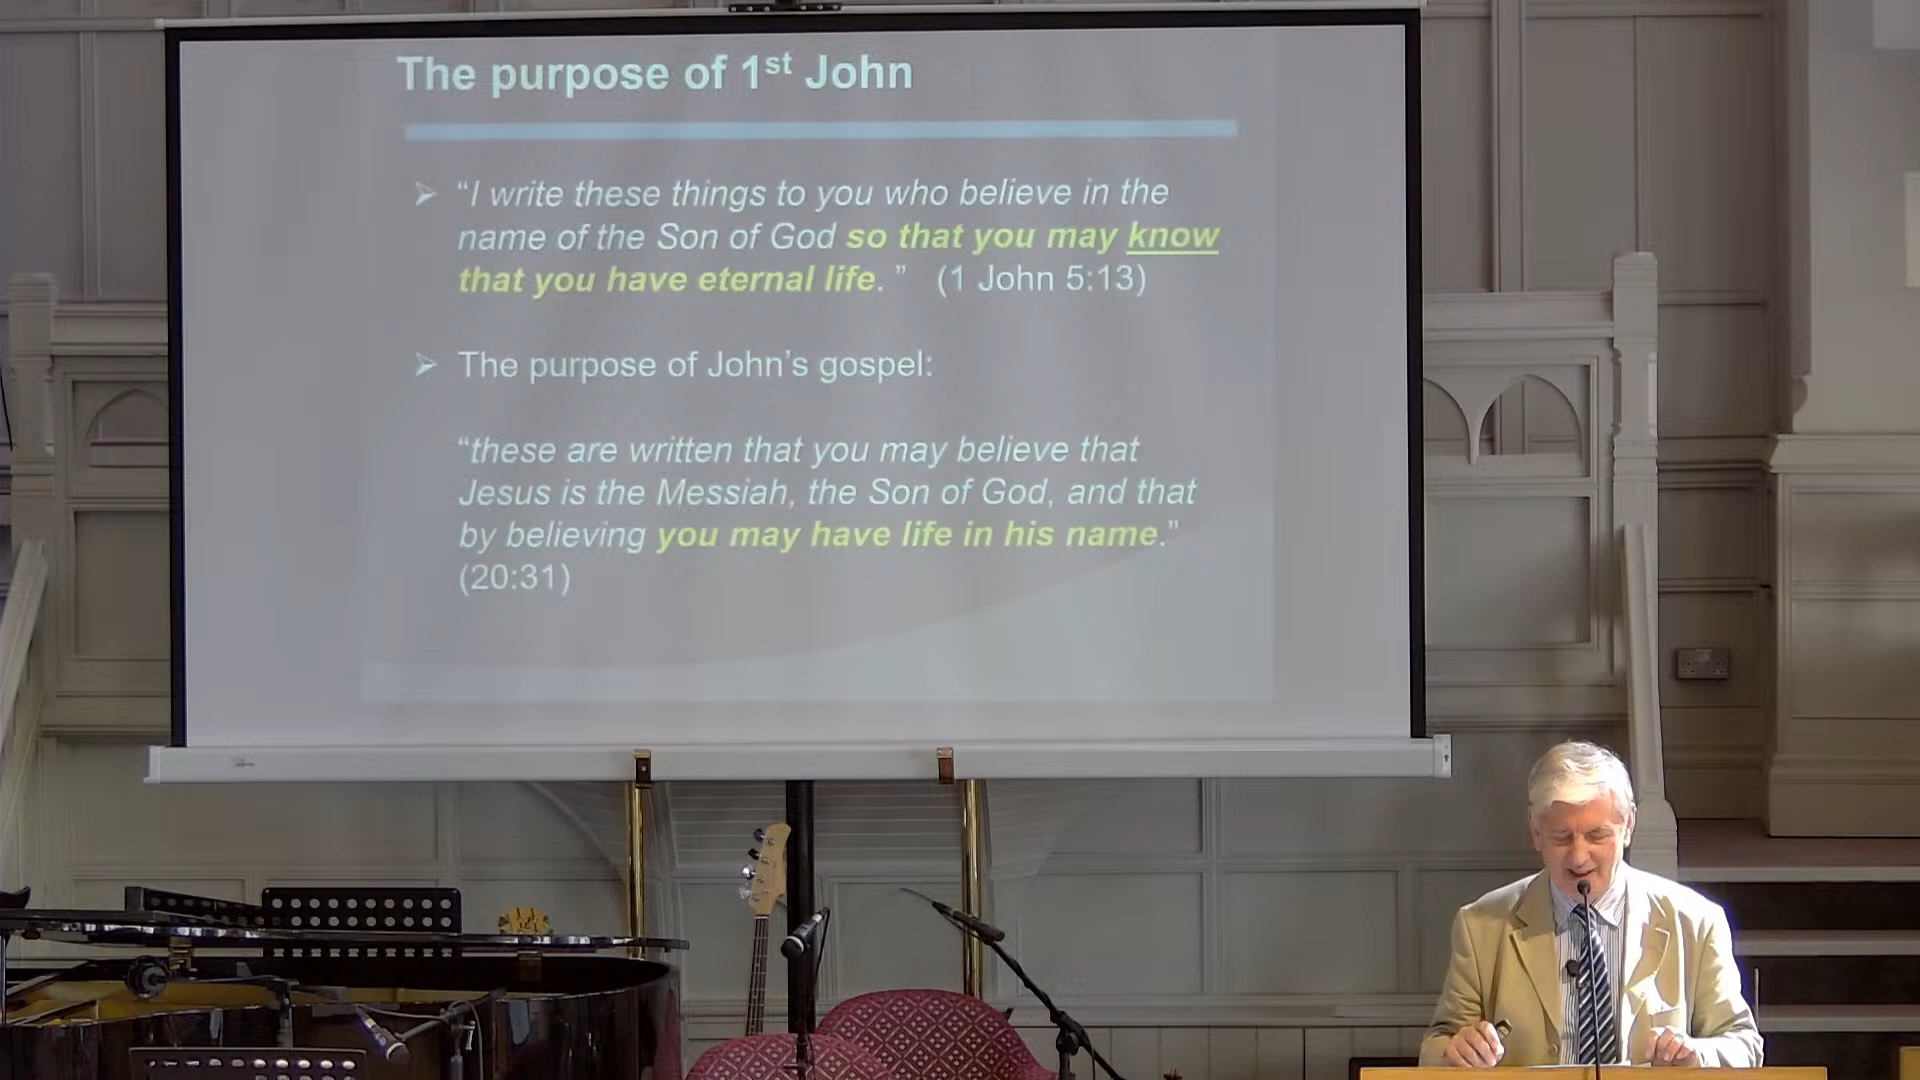 The purpose of 1st John
➢ “I write these things to you who believe in the
name of the Son of God so that you may know
that you have eternal life. ” (1 John 5:13)
➢ The purpose of John’s gospel:
“these are written that you may believe that
Jesus is the Messiah, the Son of God, and that
by believing you may have life in his name.”
(20:31)